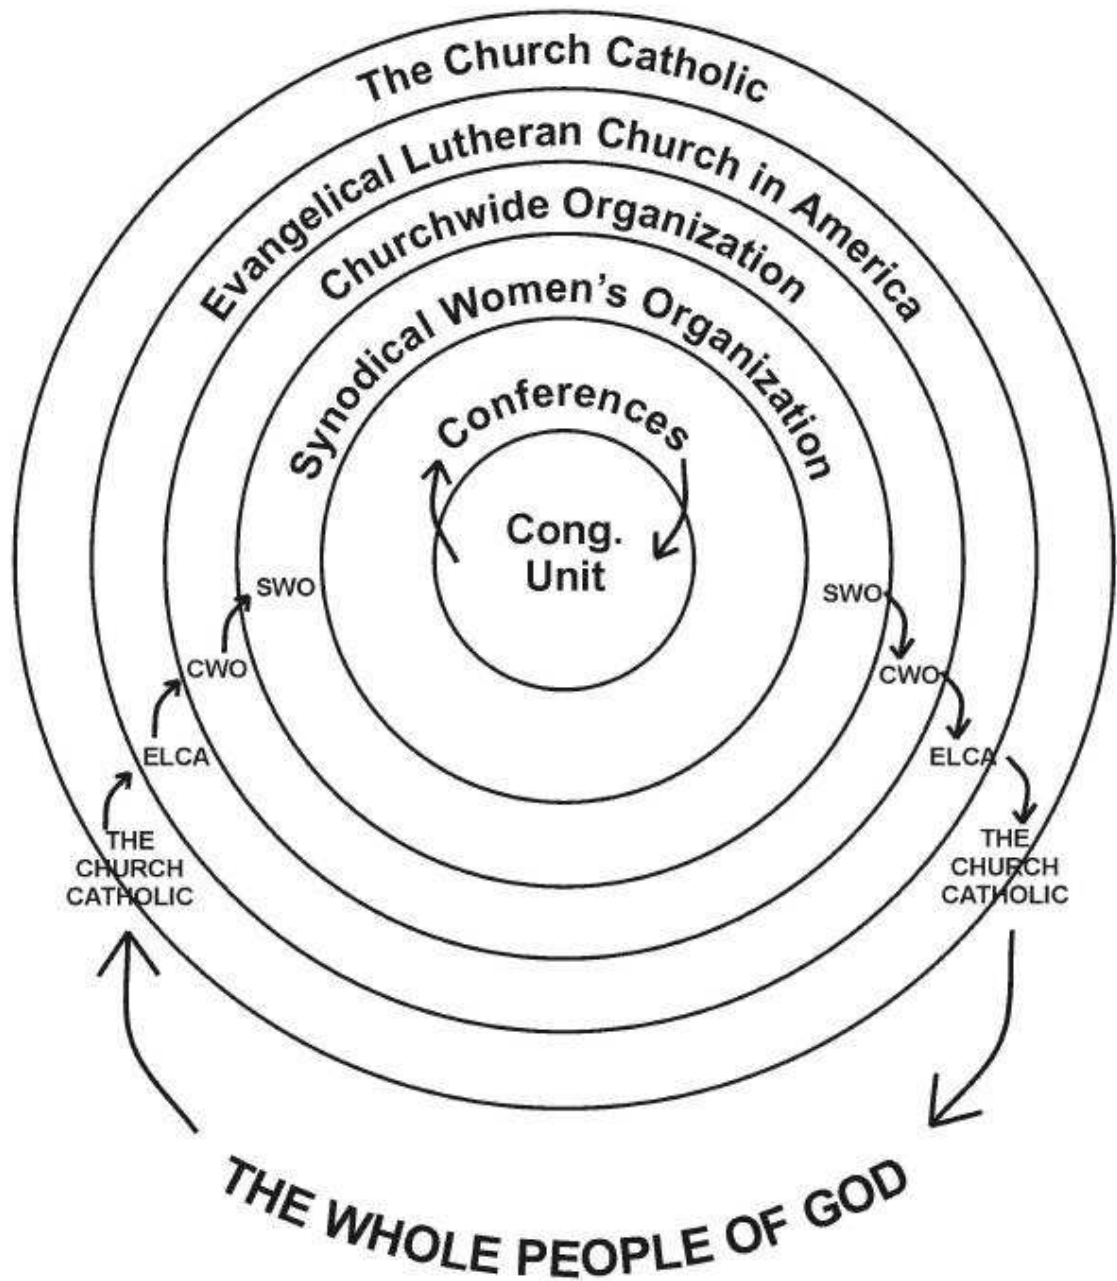 The Church Catholic
Evangelical Lutheran Church in America
Churchwide Organization
Synodical Women's Organization
Conferences
Cong.
Unit
SWO
SWO
CWO
CWO
ELCA
ELCA
THE
CHURCH
CATHOLIC
THE
CHURCH
CATHOLIC
THE WHOLE PEOPLE OF GOD